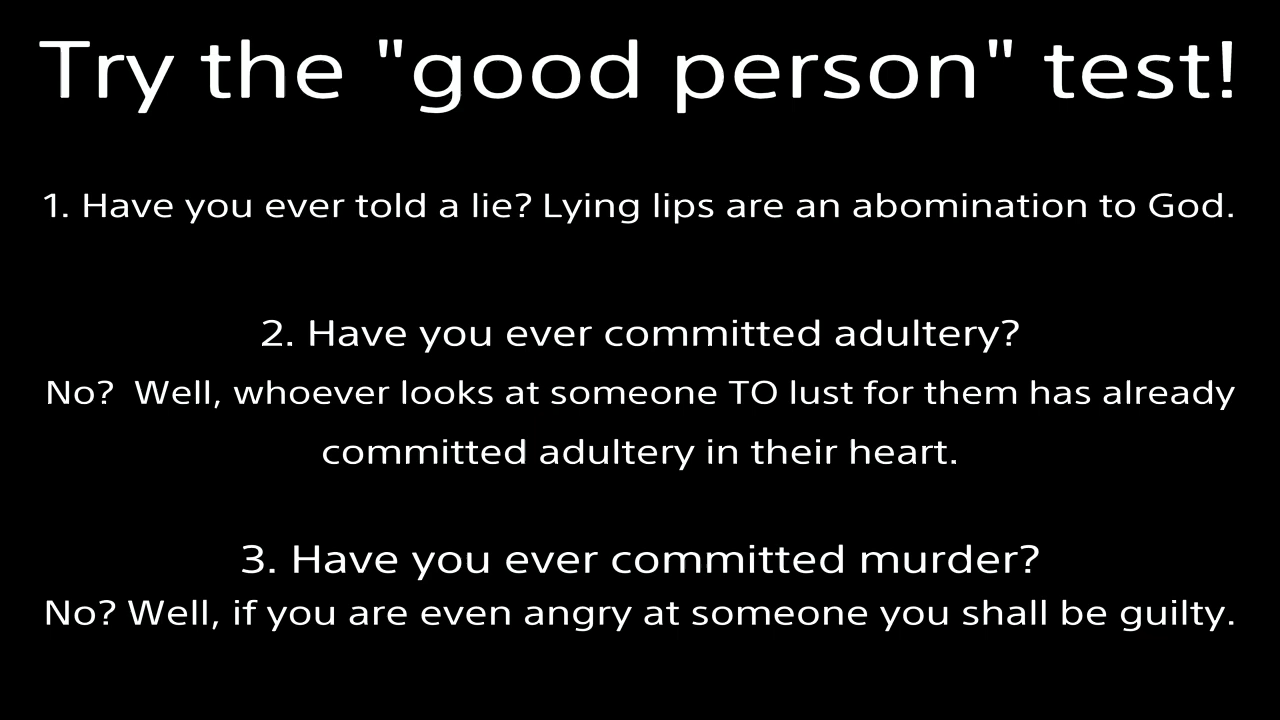 Try the "good person" test!
1. Have you ever told a lie? Lying lips are an abomination to God.
2. Have you ever committed adultery?
No?  Well, whoever looks at someone TO lust for them has already
committed adultery in their heart.
3. Have you ever committed murder?
No? Well, if you are even angry at someone you shall be guilty.